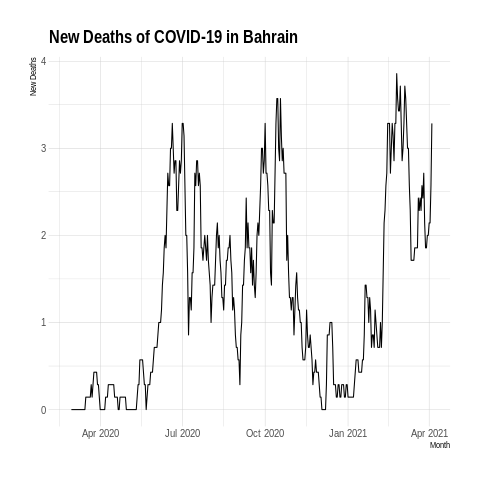 New Deaths of COVID-19 in Bahrain
New Deaths
4
3
2
1
0
Apr 2020
Jul 2020
Oct 2020
Jan 2021
Apr 2021
Month